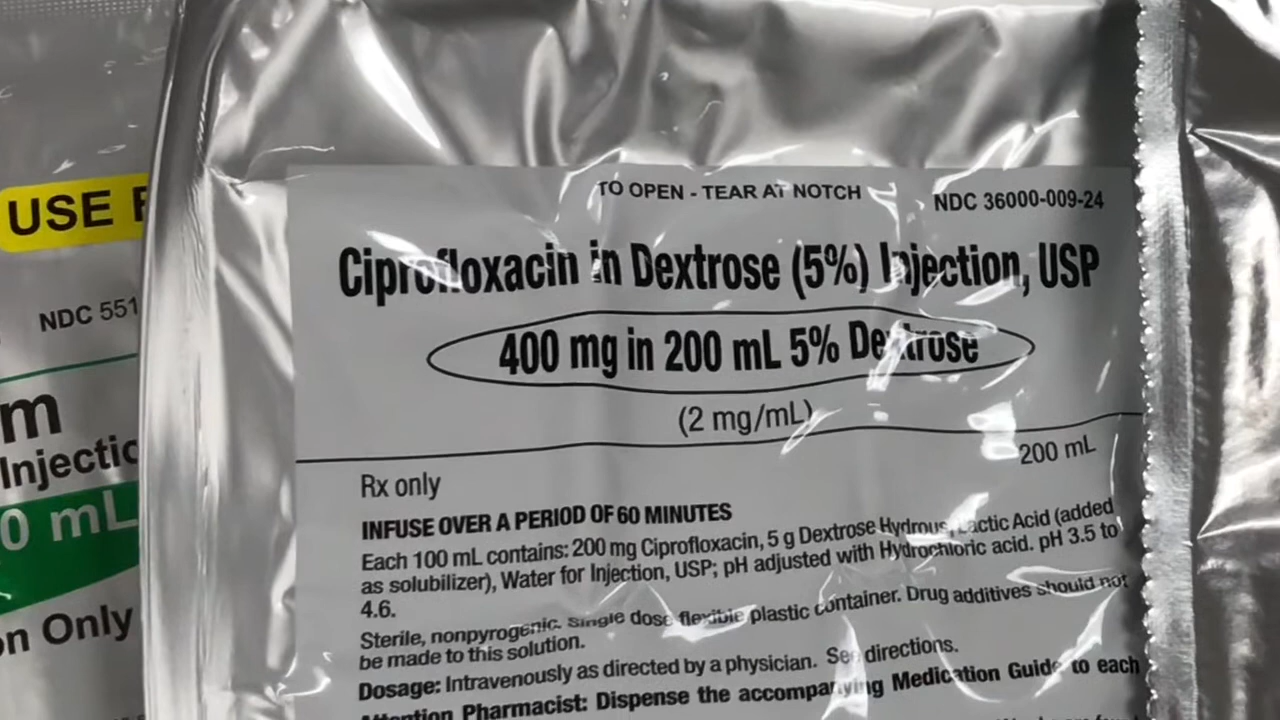 USE
NDC 551
m
Injectio
0 mL
n Only
TO OPEN - TEAR AT NOTCH
NDC 36000-009-24
Ciprofloxacin in Dextrose (5%) Injection, USP
400 mg in 200 mL 5% Dextrose
(2 mg/mL)
200 mL
Rx only
INFUSE OVER A PERIOD OF 60 MINUTES
Each 100 mL contains: 200 mg Ciprofloxacin, 5 g Dextrose Hydrous, Lactic Acid (added
as solubilizer), Water for Injection, USP; pH adjusted with Hydrochloric acid. pH 3.5 to
4.6.
Sterile, nonpyrogenic. Single dose flexible plastic container. Drug additives should not
be made to this solution.
Dosage: Intravenously as directed by a physician. See directions.
Attention Pharmacist: Dispense the accompanying Medication Guide to each